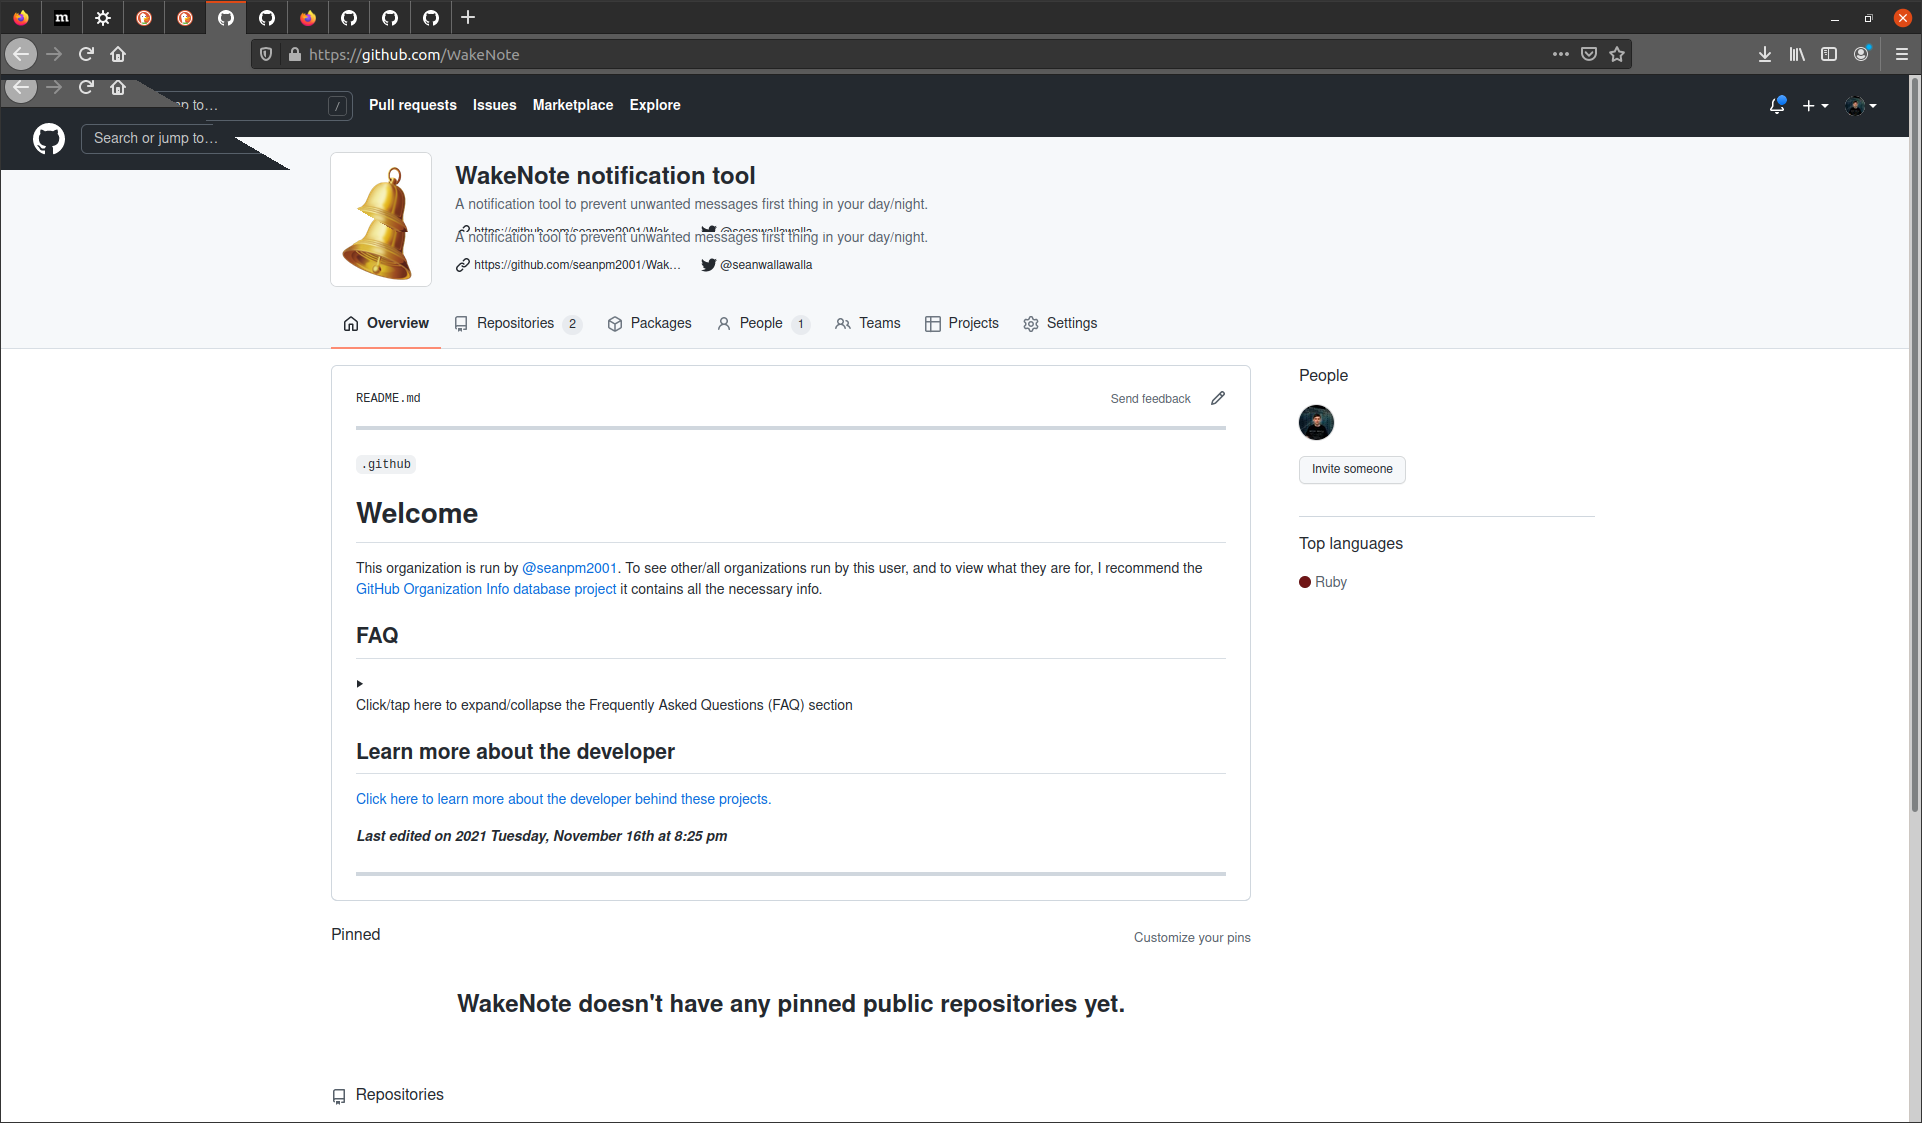 m
https://github.com/WakeNote
p to…
/
Pull requests Issues Marketplace Explore
Search or jump to…
WakeNote notification tool
A notification tool to prevent unwanted messages first thing in your day/night.
https://github.com/seanpm2001/Wak… @seanwallawalla
A notification tool to prevent unwanted messages first thing in your day/night.
https://github.com/seanpm2001/Wak… @seanwallawalla
Overview Repositories 2 Packages People 1 Teams Projects Settings
README.md Send feedback
People
.github
Invite someone
Welcome
Top languages
This organization is run by @seanpm2001. To see other/all organizations run by this user, and to view what they are for, I recommend the
GitHub Organization Info database project it contains all the necessary info.
Ruby
FAQ
Click/tap here to expand/collapse the Frequently Asked Questions (FAQ) section
Learn more about the developer
Click here to learn more about the developer behind these projects.
Last edited on 2021 Tuesday, November 16th at 8:25 pm
Pinned Customize your pins
WakeNote doesn't have any pinned public repositories yet.
Repositories